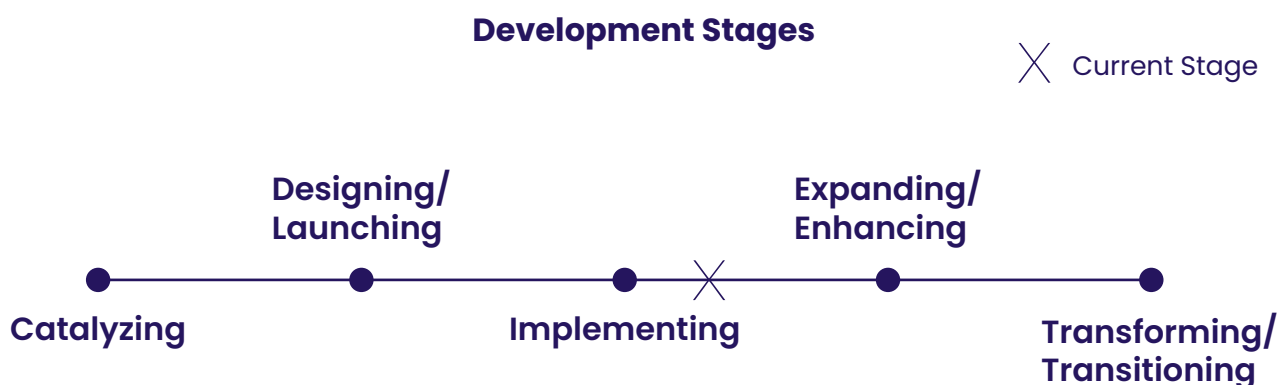 Development Stages
Current Stage
Designing/
Launching
Expanding/
Enhancing
Catalyzing
Implementing
Transforming/
Transitioning